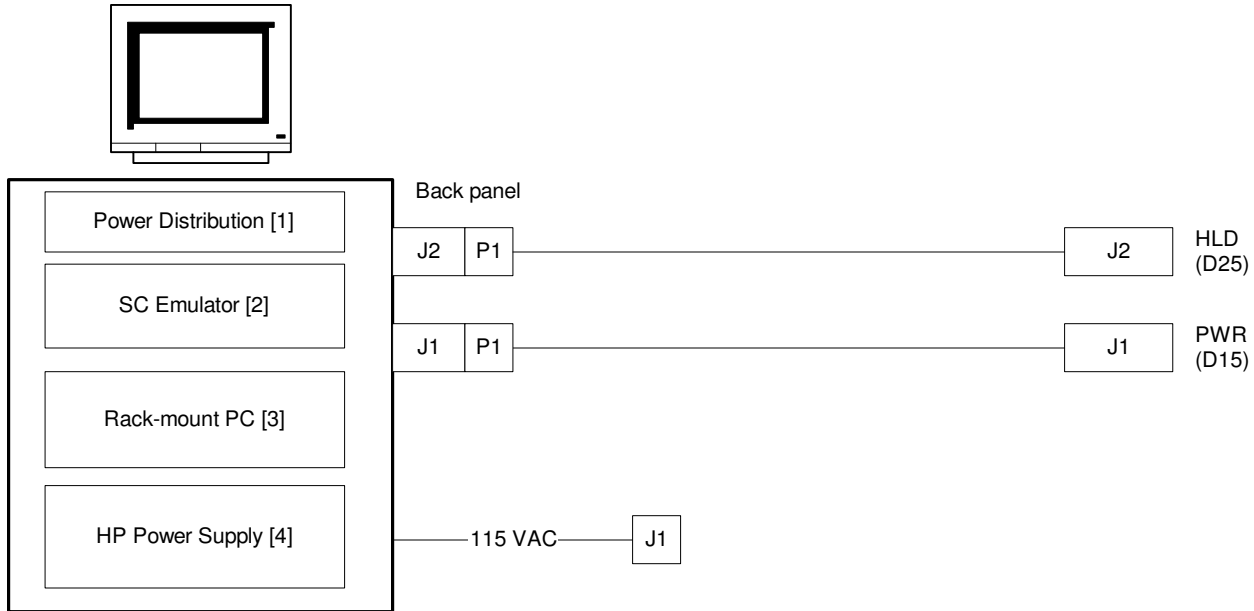 Back panel
Power Distribution [1]
J2 P1 J2 HLD
(D25)
SC Emulator [2]
J1 P1 J1 PWR
(D15)
Rack-mount PC [3]
HP Power Supply [4] 115 VAC J1